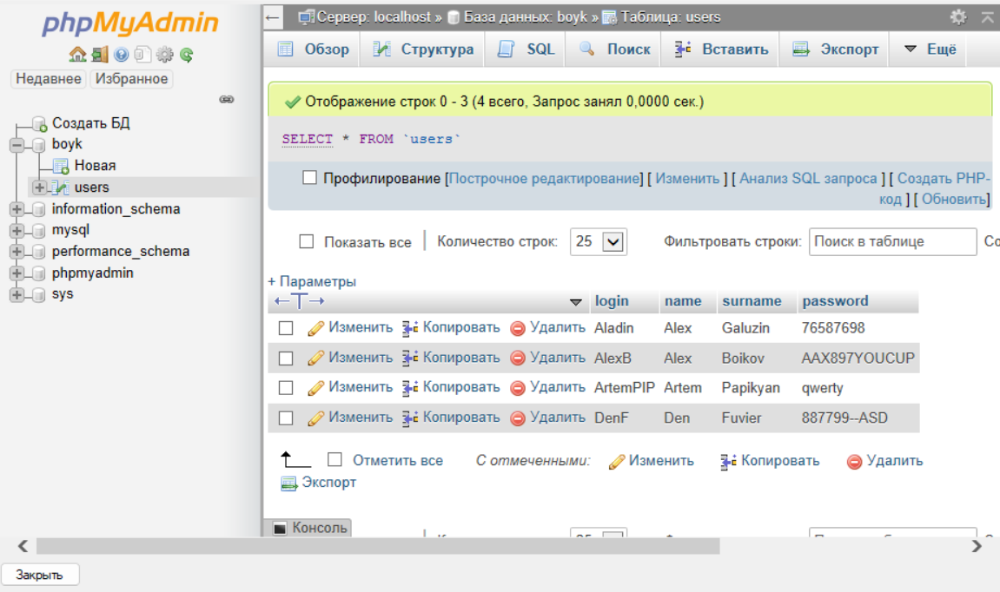 phpMyAdmin
Недавнее Избранное
Создать БД
boyk
Новая
users
information_schema
mysql
performance_schema
phpmyadmin
sys
Сервер: localhost » База данных: boyk » Таблица: users
Обзор Структура SQL Поиск Вставить Экспорт Ещё
Отображение строк 0 - 3 (4 всего, Запрос занял 0,0000 сек.)
SELECT * FROM `users`
Профилирование [Построчное редактирование] [ Изменить ] [ Анализ SQL запроса ] [ Создать PHP-
код ] [ Обновить]
Показать все Количество строк: 25 Фильтровать строки: Поиск в таблице Со
+ Параметры
←T→ login name surname password
Изменить Копировать Удалить Aladin Alex Galuzin 76587698
Изменить Копировать Удалить AlexB Alex Boikov AAX897YOUCUP
Изменить Копировать Удалить ArtemPIP Artem Papikyan qwerty
Изменить Копировать Удалить DenF Den Fuvier 887799--ASD
Отметить все С отмеченными: Изменить Копировать Удалить
Экспорт
Консоль
Закрыть